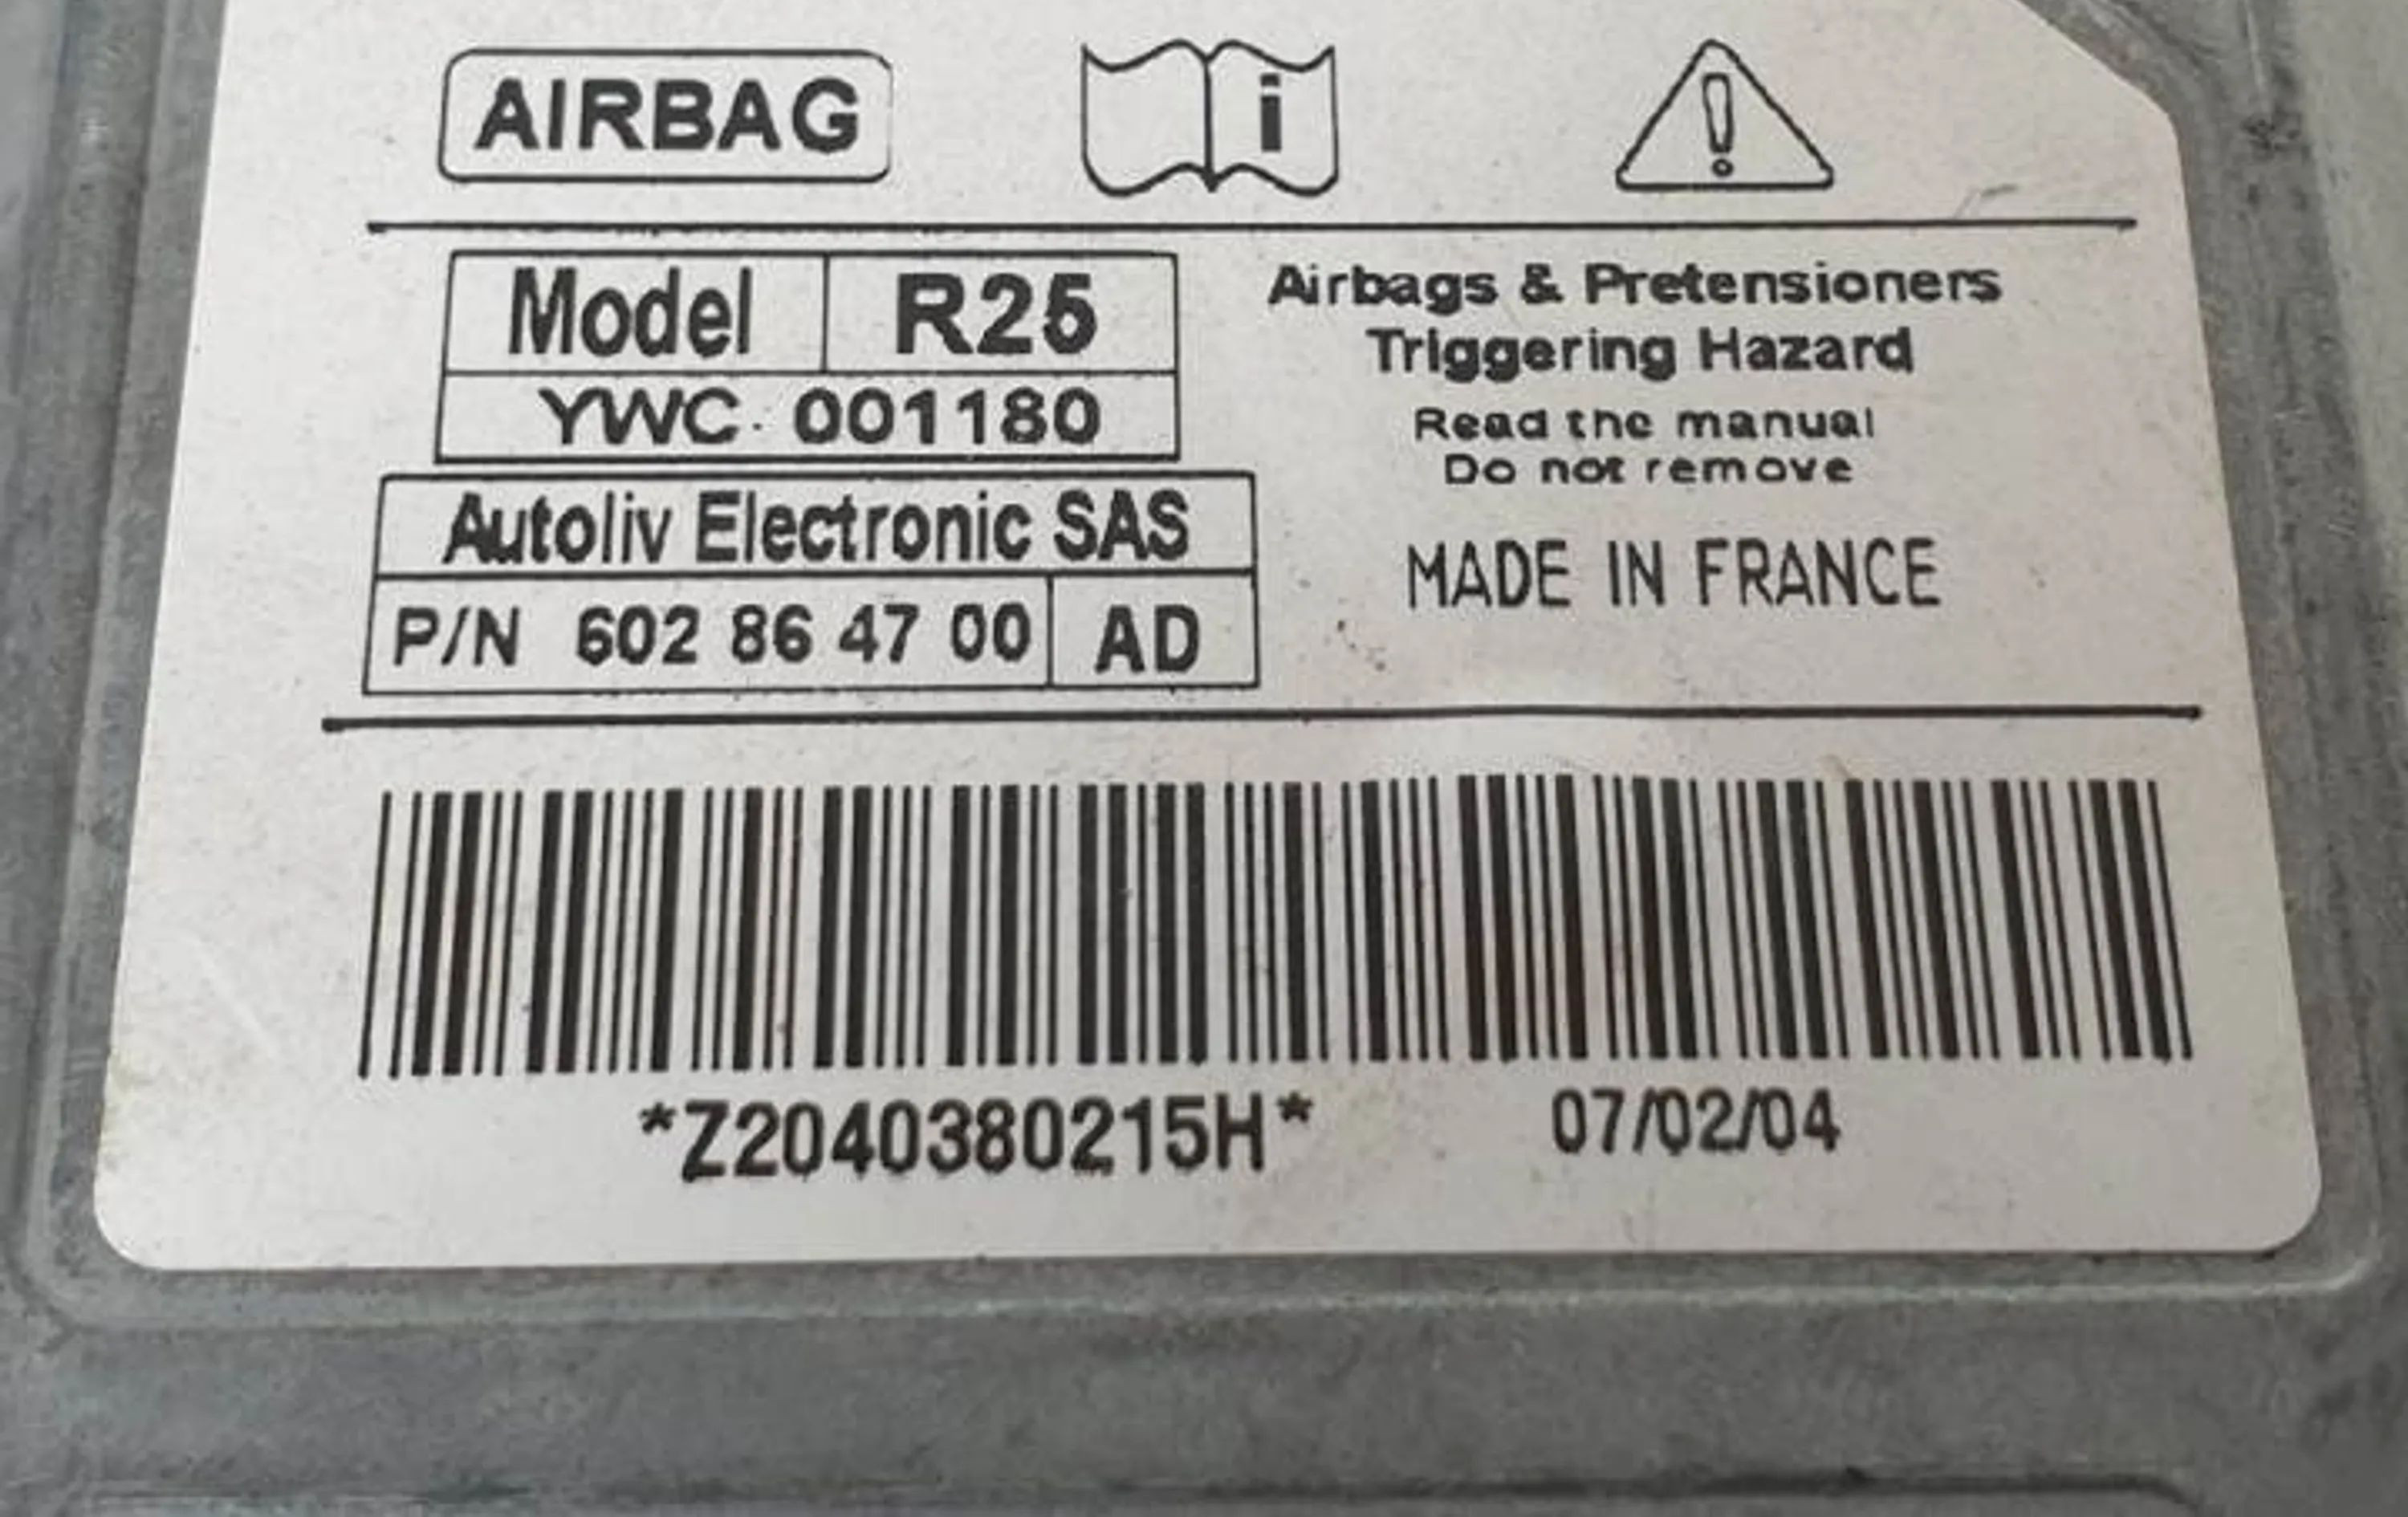 AIRBAG
i
Model R25
YWC 001180
Autoliv Electronic SAS
P/N 602 86 47 00 AD
Airbags & Pretensioners
Triggering Hazard
Read the manual
Do not remove
MADE IN FRANCE
*Z2040380215H* 07/02/04